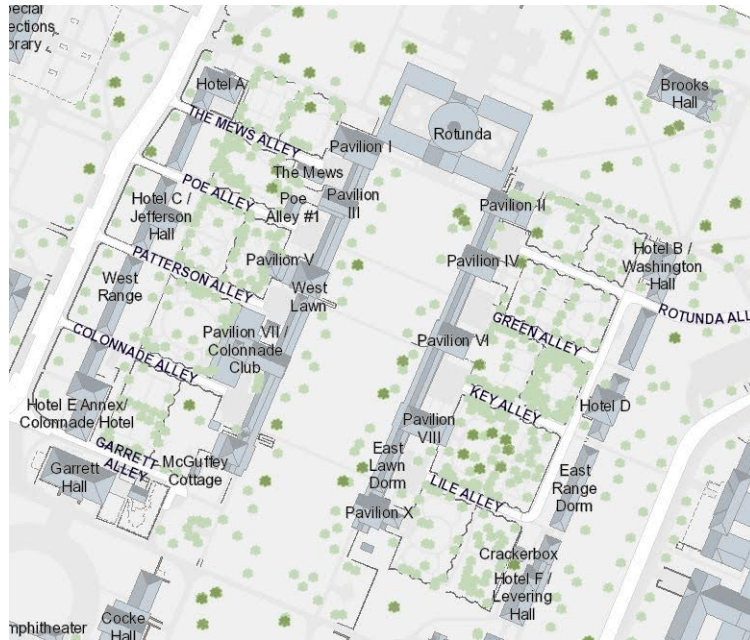 pecial
ections
brary
Hotel A
Brooks
Hall
Rotunda
THE MEWS ALLEY
Pavilion I
The Mews
POE ALLEY
Poe
Alley #1
Pavilion
III
Pavilion II
Hotel C /
Jefferson
Hall
Hotel B /
Washington
Hall
PATTERSON ALLEY
Pavilion V
Pavilion IV
West
Range
West
Lawn
ROTUNDA ALL
GREEN ALLEY
Pavilion VI
Pavilion VII /
Colonnade
Club
COLONNADE ALLEY
KEY ALLEY
Hotel E Annex/
Colonnade Hotel
Hotel D
Pavilion
VIII
GARRETT
ALLEY
McGuffey
Cottage
East
Lawn
Dorm
Garrett
Hall
East
Range
Dorm
LILE ALLEY
Pavilion X
Crackerbox
Hotel F /
Levering
Hall
mphitheater
Cocke
Hall